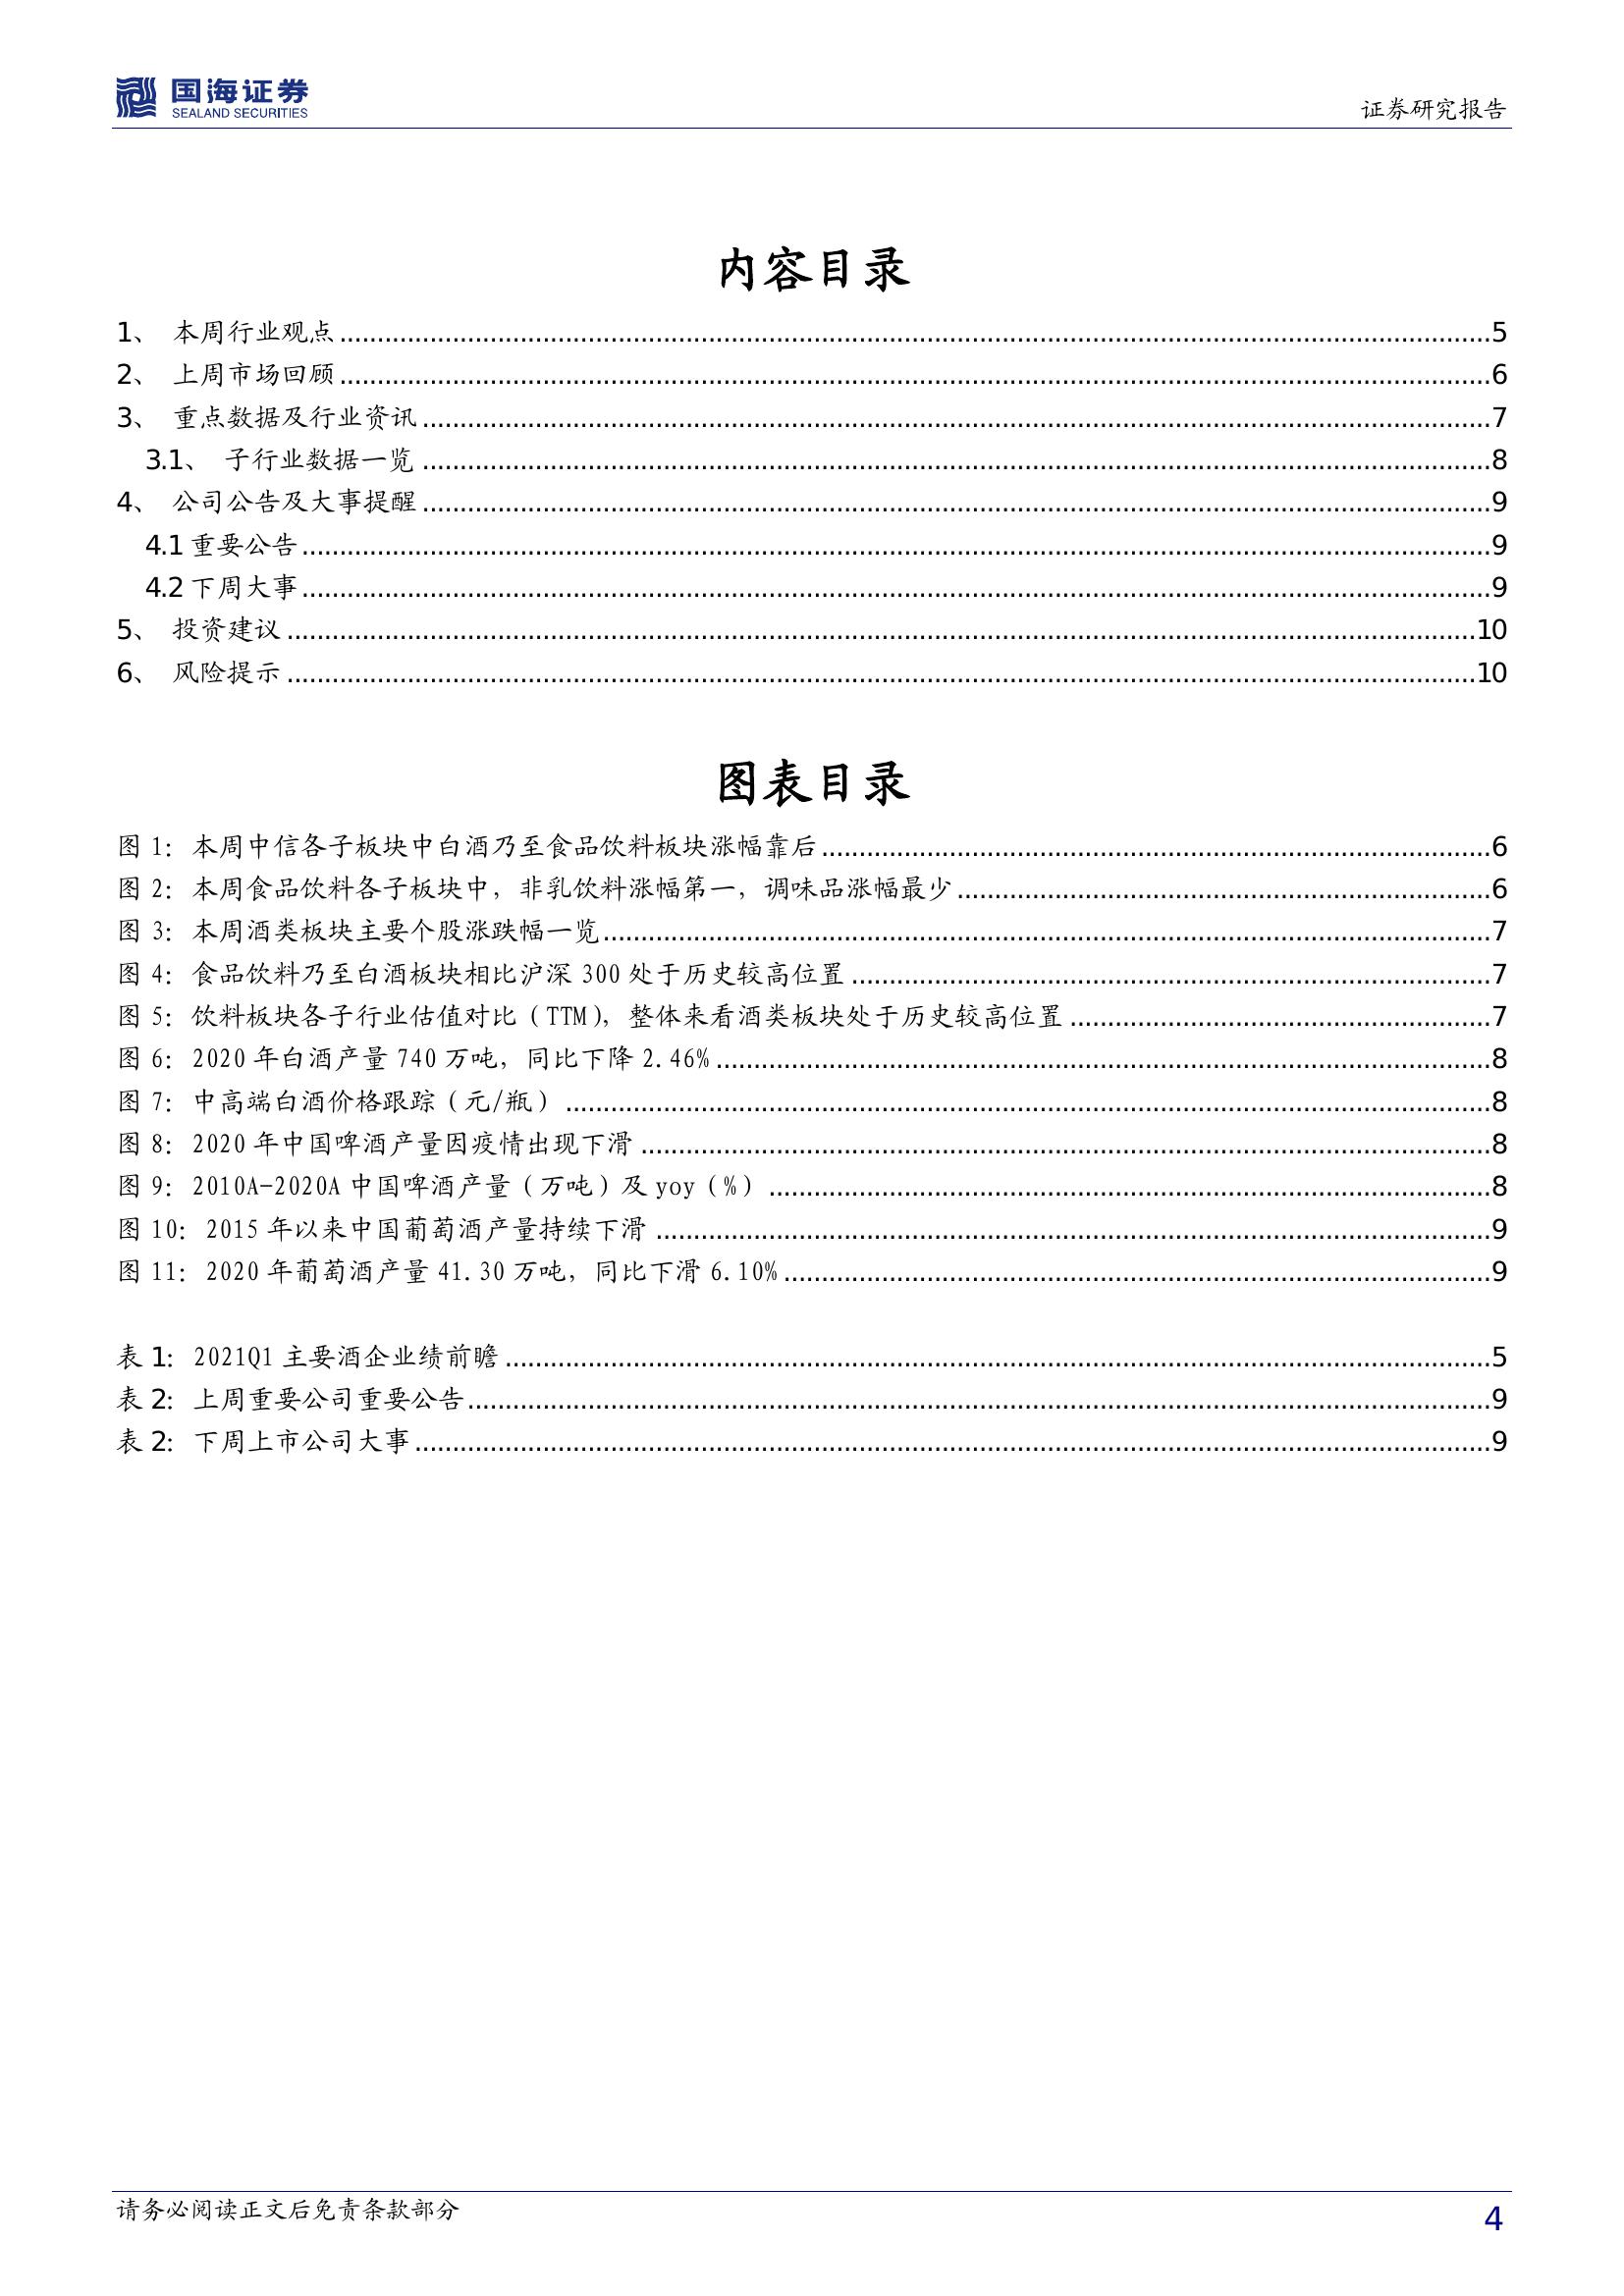 国海证券
SEALAND SECURITIES
证券研究报告
内容目录
1、 本周行业观点................................5
2、 上周市场回顾................................6
3、 重点数据及行业资讯................................7
3.1、 子行业数据一览................................8
4、 公司公告及大事提醒................................9
4.1 重要公告................................9
4.2 下周大事................................9
5、 投资建议................................10
6、 风险提示................................10
图表目录
图 1：本周中信各子板块中白酒乃至食品饮料板块涨幅靠后................................6
图 2：本周食品饮料各子板块中，非乳饮料涨幅第一，调味品涨幅最少................................6
图 3：本周酒类板块主要个股涨跌幅一览................................7
图 4：食品饮料乃至白酒板块相比沪深 300 处于历史较高位置................................7
图 5：饮料板块各子行业估值对比（TTM），整体来看酒类板块处于历史较高位置................................7
图 6：2020 年白酒产量 740 万吨，同比下降 2.46%................................8
图 7：中高端白酒价格跟踪（元/瓶）................................8
图 8：2020 年中国啤酒产量因疫情出现下滑................................8
图 9：2010A-2020A 中国啤酒产量（万吨）及 yoy（%）................................8
图 10：2015 年以来中国葡萄酒产量持续下滑................................9
图 11：2020 年葡萄酒产量 41.30 万吨，同比下滑 6.10%................................9
表 1：2021Q1 主要酒企业绩前瞻................................5
表 2：上周重要公司重要公告................................9
表 2：下周上市公司大事................................9
请务必阅读正文后免责条款部分
4